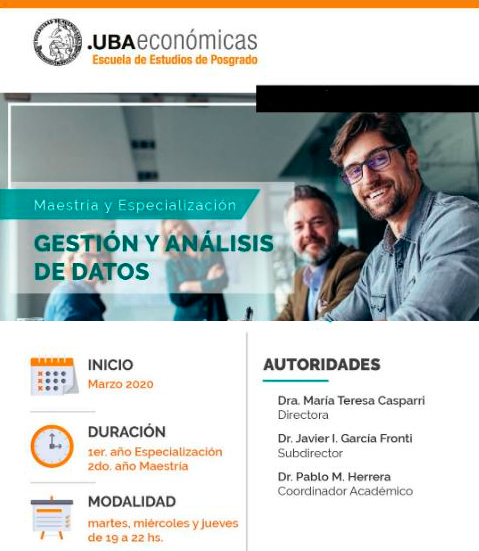 .UBAeconómicas
Escuela de Estudios de Posgrado
Maestría y Especialización
GESTIÓN Y ANÁLISIS
DE DATOS
INICIO
Marzo 2020
DURACIÓN
1er. año Especialización
2do. año Maestría
MODALIDAD
martes, miércoles y jueves
de 19 a 22 hs.
AUTORIDADES
Dra. María Teresa Casparri
Directora
Dr. Javier I. García Fronti
Subdirector
Dr. Pablo M. Herrera
Coordinador Académico